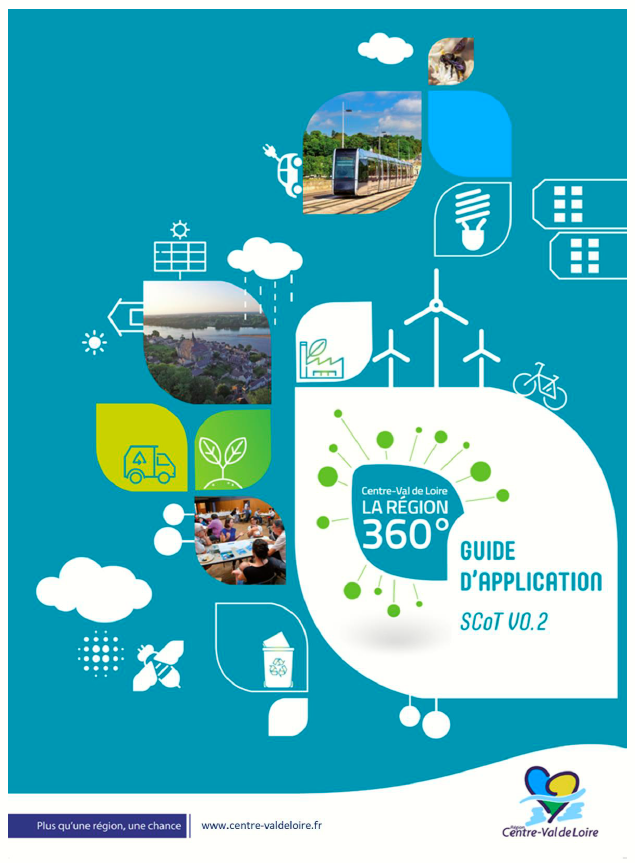 Centre-Val de Loire
LA RÉGION
360°
GUIDE
D'APPLICATION
SCoT V0.2
Plus qu'une région, une chance
www.centre-valdeloire.fr
Région
Centre-Val de Loire